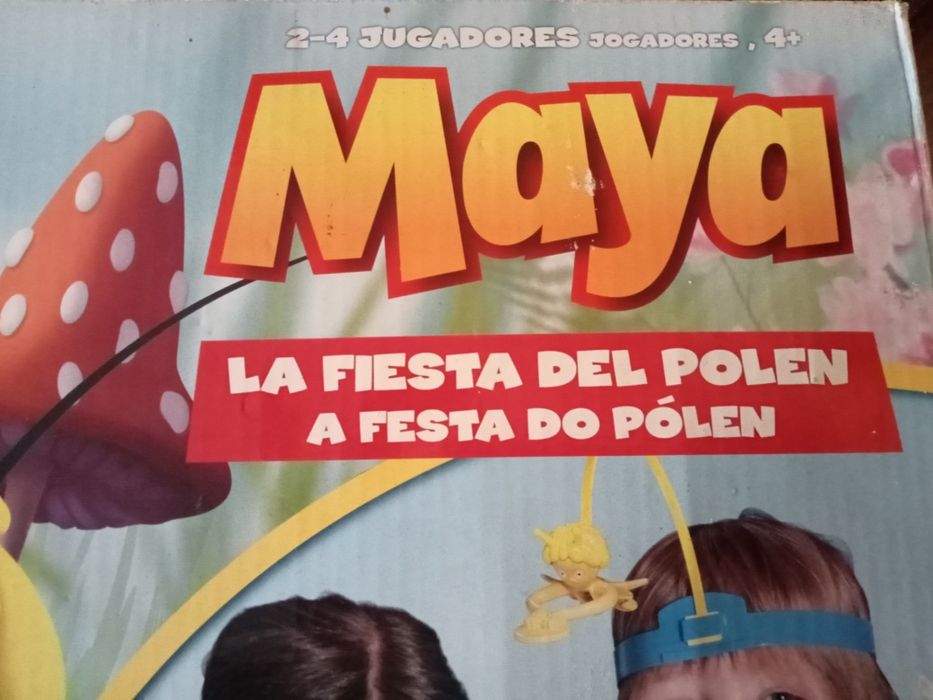 2-4 JUGADORES JOGADORES , 4+
Maya
LA FIESTA DEL POLEN
A FESTA DO PÓLEN